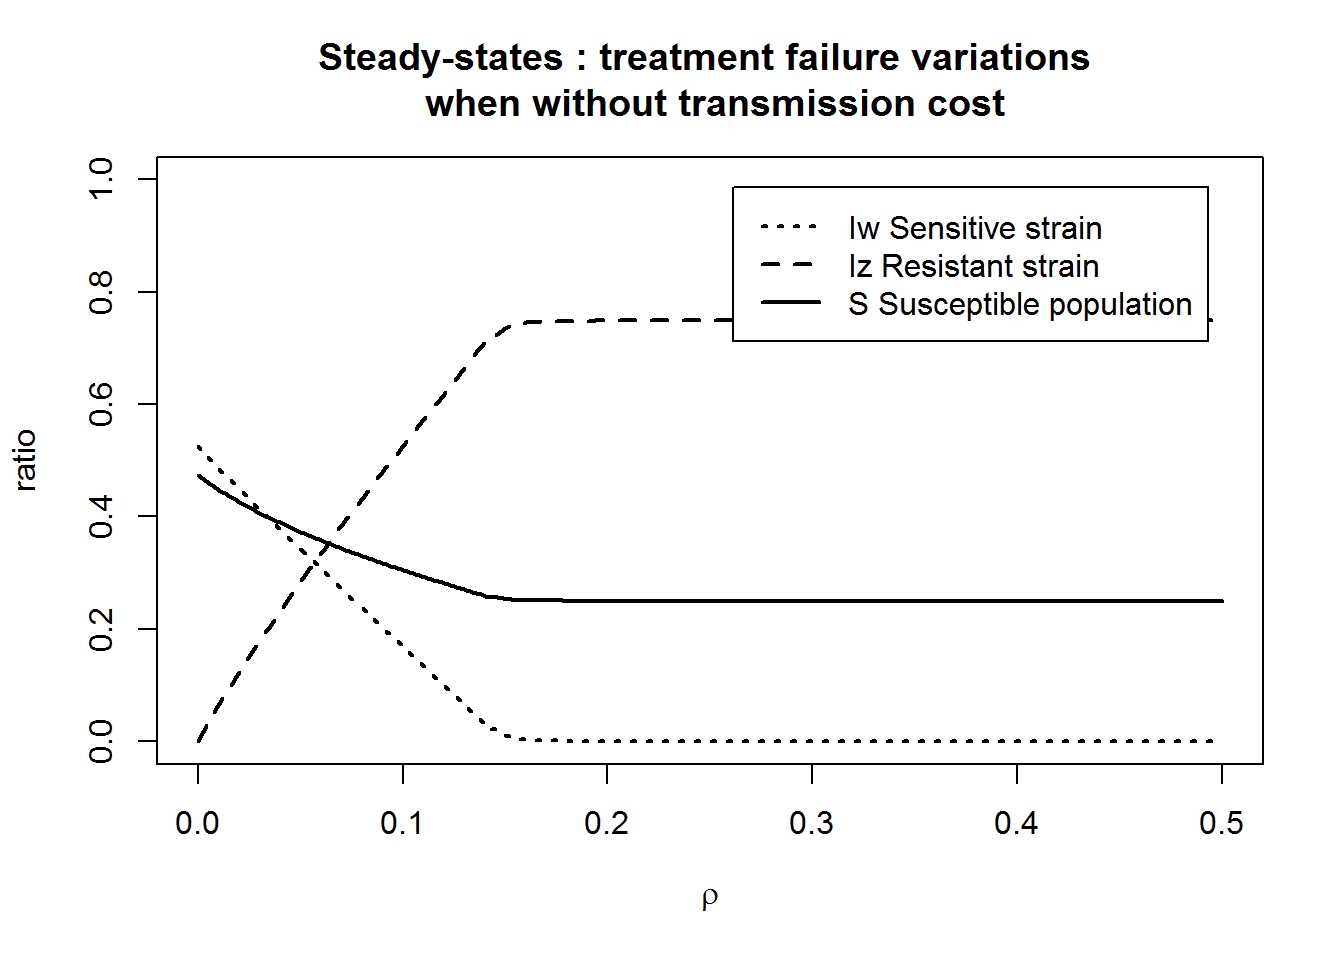 Steady-states : treatment failure variations
when without transmission cost
1.0
0.8
0.6
0.4
0.2
0.0
ratio
Iw Sensitive strain
Iz Resistant strain
S Susceptible population
0.0 0.1 0.2 0.3 0.4 0.5
ρ